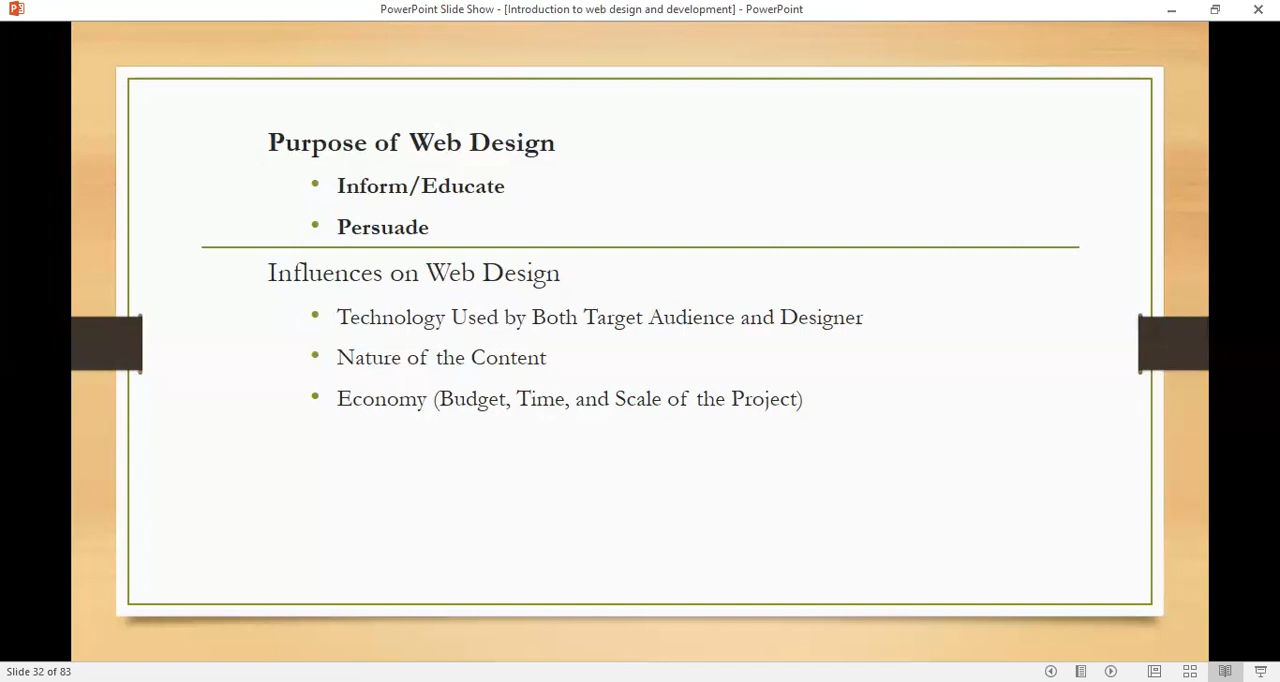 PowerPoint Slide Show - [Introduction to web design and development] - PowerPoint
Purpose of Web Design
• Inform/Educate
• Persuade
Influences on Web Design
• Technology Used by Both Target Audience and Designer
• Nature of the Content
• Economy (Budget, Time, and Scale of the Project)
Slide 32 of 83